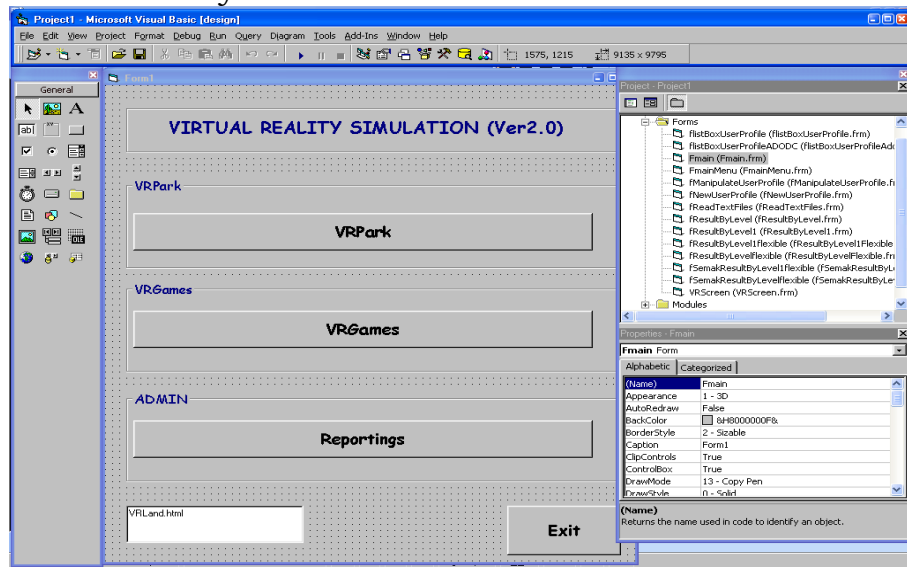 Project1 - Microsoft Visual Basic [design]
File Edit View Project Format Debug Run Query Diagram Tools Add-Ins Window Help
1575, 1215 9135 x 9795
General
Form1
VIRTUAL REALITY SIMULATION (Ver2.0)
VRPark
VRPark
VRGames
VRGames
ADMIN
Reportings
VRLand.html
Exit
Project - Project1
Forms
flistBoxUserProfile (flistBoxUserProfile.frm)
flistBoxUserProfileADODC (flistBoxUserProfileAd
Fmain (Fmain.frm)
FmainMenu (FmainMenu.frm)
fManipulateUserProfile (fManipulateUserProfile.f
fNewUserProfile (fNewUserProfile.frm)
fReadTextFiles (fReadTextFiles.frm)
fResultByLevel (fResultByLevel.frm)
fResultByLevel1 (fResultByLevel1.frm)
fResultByLevel1flexible (fResultByLevel1Flexible
fResultByLevelflexible (fResultByLevelFlexible.fr
fSemakResultByLevel1flexible (fSemakResultByL
fSemakResultByLevelflexible (fSemakResultByLe
VRScreen (VRScreen.frm)
Modules
Properties - Fmain
Fmain Form
Alphabetic Categorized
(Name) Fmain
Appearance 1 - 3D
AutoRedraw False
BackColor &H8000000F&
BorderStyle 2 - Sizable
Caption Form1
ClipControls True
ControlBox True
DrawMode 13 - Copy Pen
DrawStyle 0 - Solid
(Name)
Returns the name used in code to identify an object.